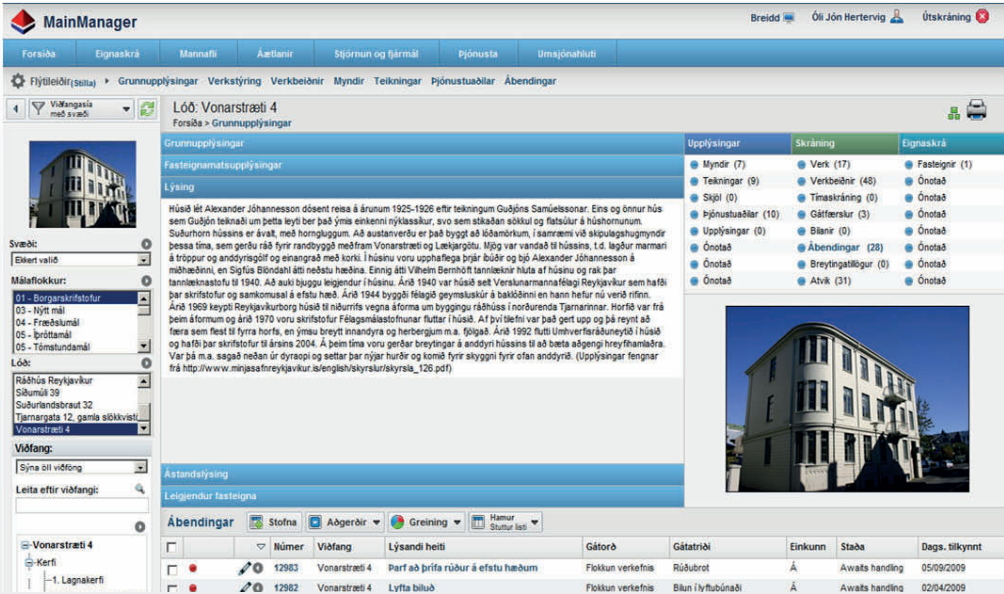 MainManager
Breidd Óli Jón Hertervig Útskráning
Forsíða Eignaskrá Mannafli Áætlanir Stjórnun og fjármál Þjónusta Umsjónahluti
Flýtileiðir(Stilla) Grunnupplýsingar Verkstýring Verkbeiðnir Myndir Teikningar Þjónustuaðilar Ábendingar
Viðfangasía
með svæði
Lóð: Vonarstræti 4
Forsíða > Grunnupplýsingar
Grunnupplýsingar
Fasteignamatsupplýsingar
Lýsing
Húsið lét Alexander Jóhannesson dósent reisa á árunum 1925-1926 eftir teikningum Guðjóns Samúelssonar. Eins og önnur hús
sem Guðjón teiknaði um þetta leyti ber það ýmis einkenni nýklassíkur, svo sem stikaðan sökkul og flatsúlur á húshornunum.
Suðurhorn hússins er ávalt, með horngluggum. Að austanverðu er það byggt að lóðamörkum, í samræmi við skipulagshugmyndir
þessa tíma, sem gerðu ráð fyrir randbyggð meðfram Vonarstræti og Lækjargötu. Mjög var vandað til hússins, t.d. lagður marmari
á tröppur og anddyrisgólf og einangrað með korki. Í húsinu voru upphaflega þrjár íbúðir og bjó Alexander Jóhannesson á
miðhæðinni, en Sigfús Blöndahl átti neðstu hæðina. Einnig átti Vilhelm Bernhöft tannlæknir hluta af húsinu og rak þar
tannlæknastofu til 1940. Að auki bjuggu leigjendur í húsinu. Árið 1940 var húsið selt Verslunarmannafélagi Reykjavíkur sem hafði
þar skrifstofur og samkomusal á efstu hæð. Árið 1944 byggði félagið geymsluskúr á baklóðinni en hann hefur nú verið rifinn.
Árið 1969 keypti Reykjavíkurborg húsið til niðurrifs vegna áforma um byggingu ráðhúss í norðurenda Tjarnarinnar. Horfið var frá
þeim áformum og árið 1970 voru skrifstofur Félagsmálastofnunar fluttar í húsið. Af því tilefni var það gert upp og þá reynt að
færa sem flest til fyrra horfs, en ýmsu breytt innandyra og herbergjum m.a. fjölgað. Árið 1992 flutti Umhverfisráðuneytið í húsið
og hafði þar skrifstofur til ársins 2004. Á þeim tíma voru gerðar breytingar á anddyri hússins til að bæta aðgengi hreyfihamlaðra.
Var þá m.a. sagað neðan úr dyraopi og settar þar nýjar hurðir og komið fyrir skyggni fyrir ofan anddyrið. (Upplýsingar fengnar
frá http://www.minjasafnreykjavikur.is/english/skyrslur/skyrsla_126.pdf)
Ástandslýsing
Leigjendur fasteigna
Upplýsingar Skráning Eignaskrá
Myndir (7) Verk (17) Fasteignir (1)
Teikningar (9) Verkbeiðnir (48) Ónotað
Skjöl (0) Tímaskráning (0) Ónotað
Þjónustuaðilar (10) Gáttfærslur (3) Ónotað
Upplýsingar (0) Bilanir (0) Ónotað
Ónotað Ábendingar (28) Ónotað
Ónotað Breytingatillögur (0) Ónotað
Ónotað Atvik (31) Ónotað
Svæði:
Ekkert valið
Málaflokkur:
01 - Borgarskrifstofur
03 - Nýtt mál
04 - Fræðslumál
05 - Íþróttamál
05 - Tómstundamál
Lóð:
Ráðhús Reykjavíkur
Síðumúli 39
Suðurlandsbraut 32
Tjarnargata 12, gamla slökkvistö
Vonarstræti 4
Viðfang:
Sýna öll viðföng
Leita eftir viðfangi:
Vonarstræti 4
Kerfi
1. Lagnakerfi
Ábendingar Stofna Aðgerðir Greining Hamur
Stuttur listi
Númer Viðfang Lýsandi heiti Gátorð Gátatriði Einkunn Staða Dags. tilkynnt
12983 Vonarstræti 4 Þarf að þrífa rúður á efstu hæðum Flokkun verkefnis Rúðubrot Á Awaits handling 05/09/2009
12982 Vonarstræti 4 Lyfta biluð Flokkun verkefnis Bilun í lyftubúnaði Á Awaits handling 02/04/2009